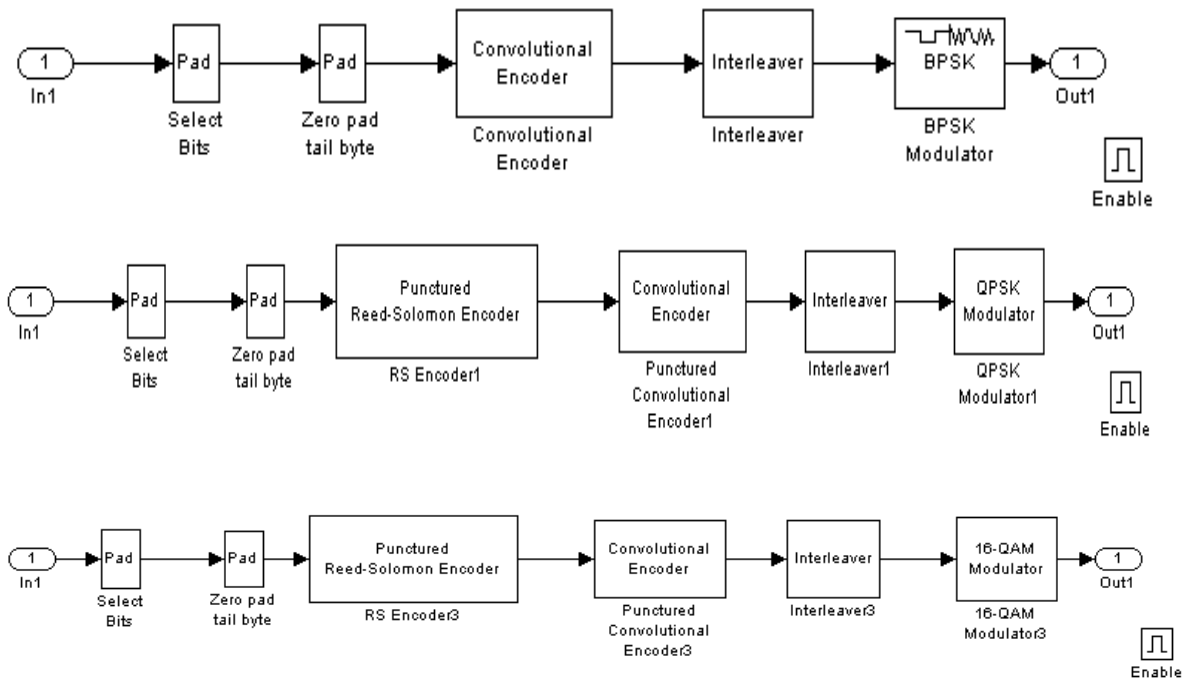 1
In1
Pad
Select
Bits
Pad
Zero pad
tail byte
Convolutional
Encoder
Convolutional
Encoder
Interleaver
Interleaver
BPSK
BPSK
Modulator
1
Out1
Enable
1
In1
Pad
Select
Bits
Pad
Zero pad
tail byte
Punctured
Reed-Solomon Encoder
RS Encoder1
Convolutional
Encoder
Punctured
Convolutional
Encoder1
Interleaver
Interleaver1
QPSK
Modulator
QPSK
Modulator1
1
Out1
Enable
1
In1
Pad
Select
Bits
Pad
Zero pad
tail byte
Punctured
Reed-Solomon Encoder
RS Encoder3
Convolutional
Encoder
Punctured
Convolutional
Encoder3
Interleaver
Interleaver3
16-QAM
Modulator
16-QAM
Modulator3
1
Out1
Enable